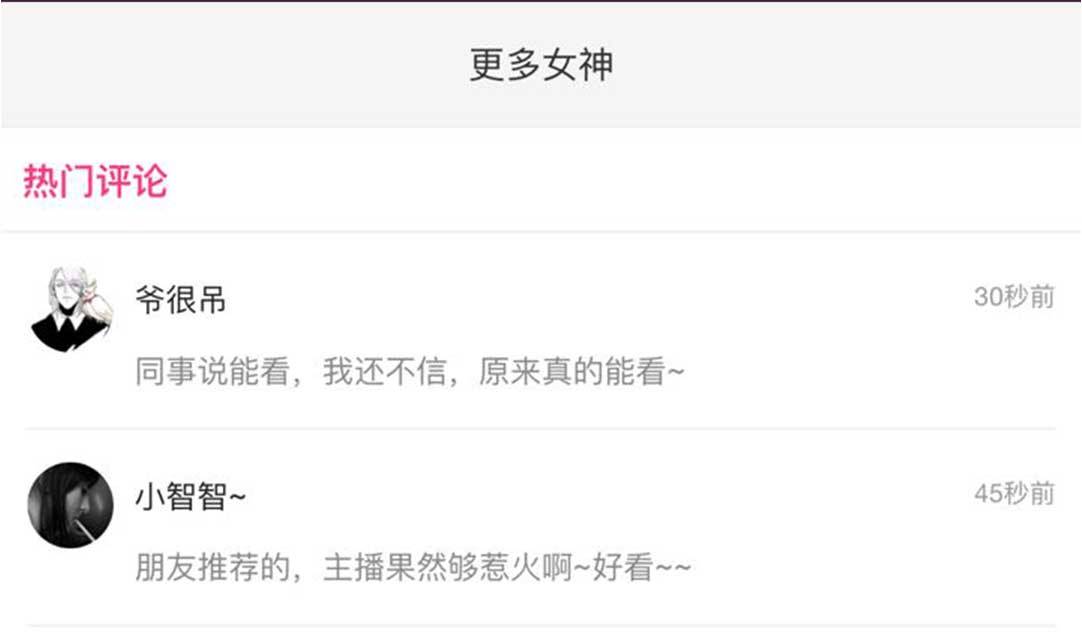 更多女神
热门评论
爷很吊
30秒前
同事说能看，我还不信，原来真的能看~
小智智~
45秒前
朋友推荐的，主播果然够惹火啊~好看~~